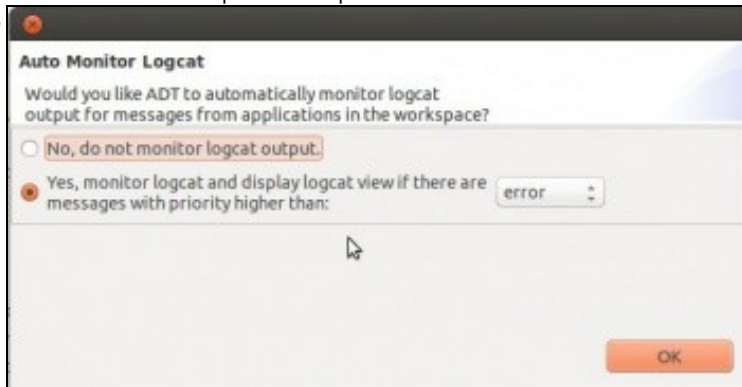 Auto Monitor Logcat
Would you like ADT to automatically monitor logcat
output for messages from applications in the workspace?
No, do not monitor logcat output.
Yes, monitor logcat and display logcat view if there are
messages with priority higher than:
error
OK